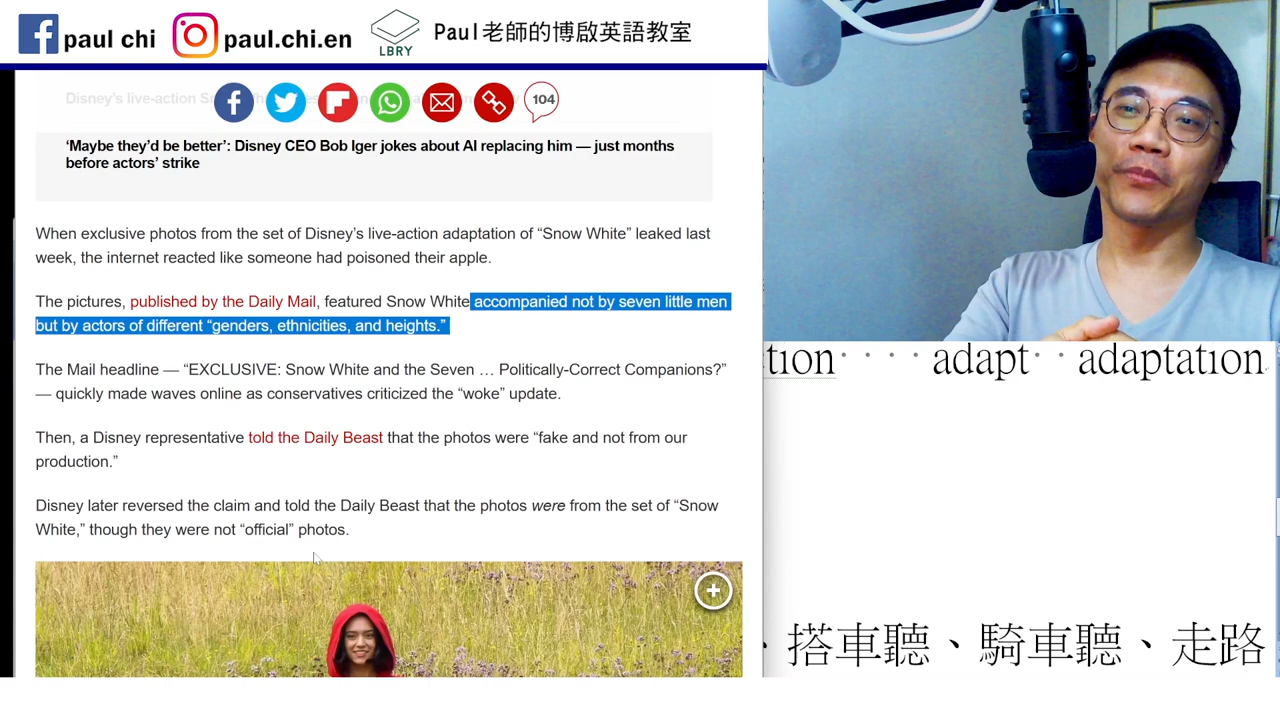 paul chi
paul.chi.en
LBRY
Paul老師的博啟英語教室
104
‘Maybe they’d be better’: Disney CEO Bob Iger jokes about AI replacing him — just months
before actors’ strike
When exclusive photos from the set of Disney’s live-action adaptation of “Snow White” leaked last
week, the internet reacted like someone had poisoned their apple.
The pictures, published by the Daily Mail, featured Snow White accompanied not by seven little men
but by actors of different “genders, ethnicities, and heights.”
The Mail headline — “EXCLUSIVE: Snow White and the Seven … Politically-Correct Companions?”
— quickly made waves online as conservatives criticized the “woke” update.
Then, a Disney representative told the Daily Beast that the photos were “fake and not from our
production.”
Disney later reversed the claim and told the Daily Beast that the photos were from the set of “Snow
White,” though they were not “official” photos.
tion · · · · adapt · · adaptation
、搭車聽、騎車聽、走路